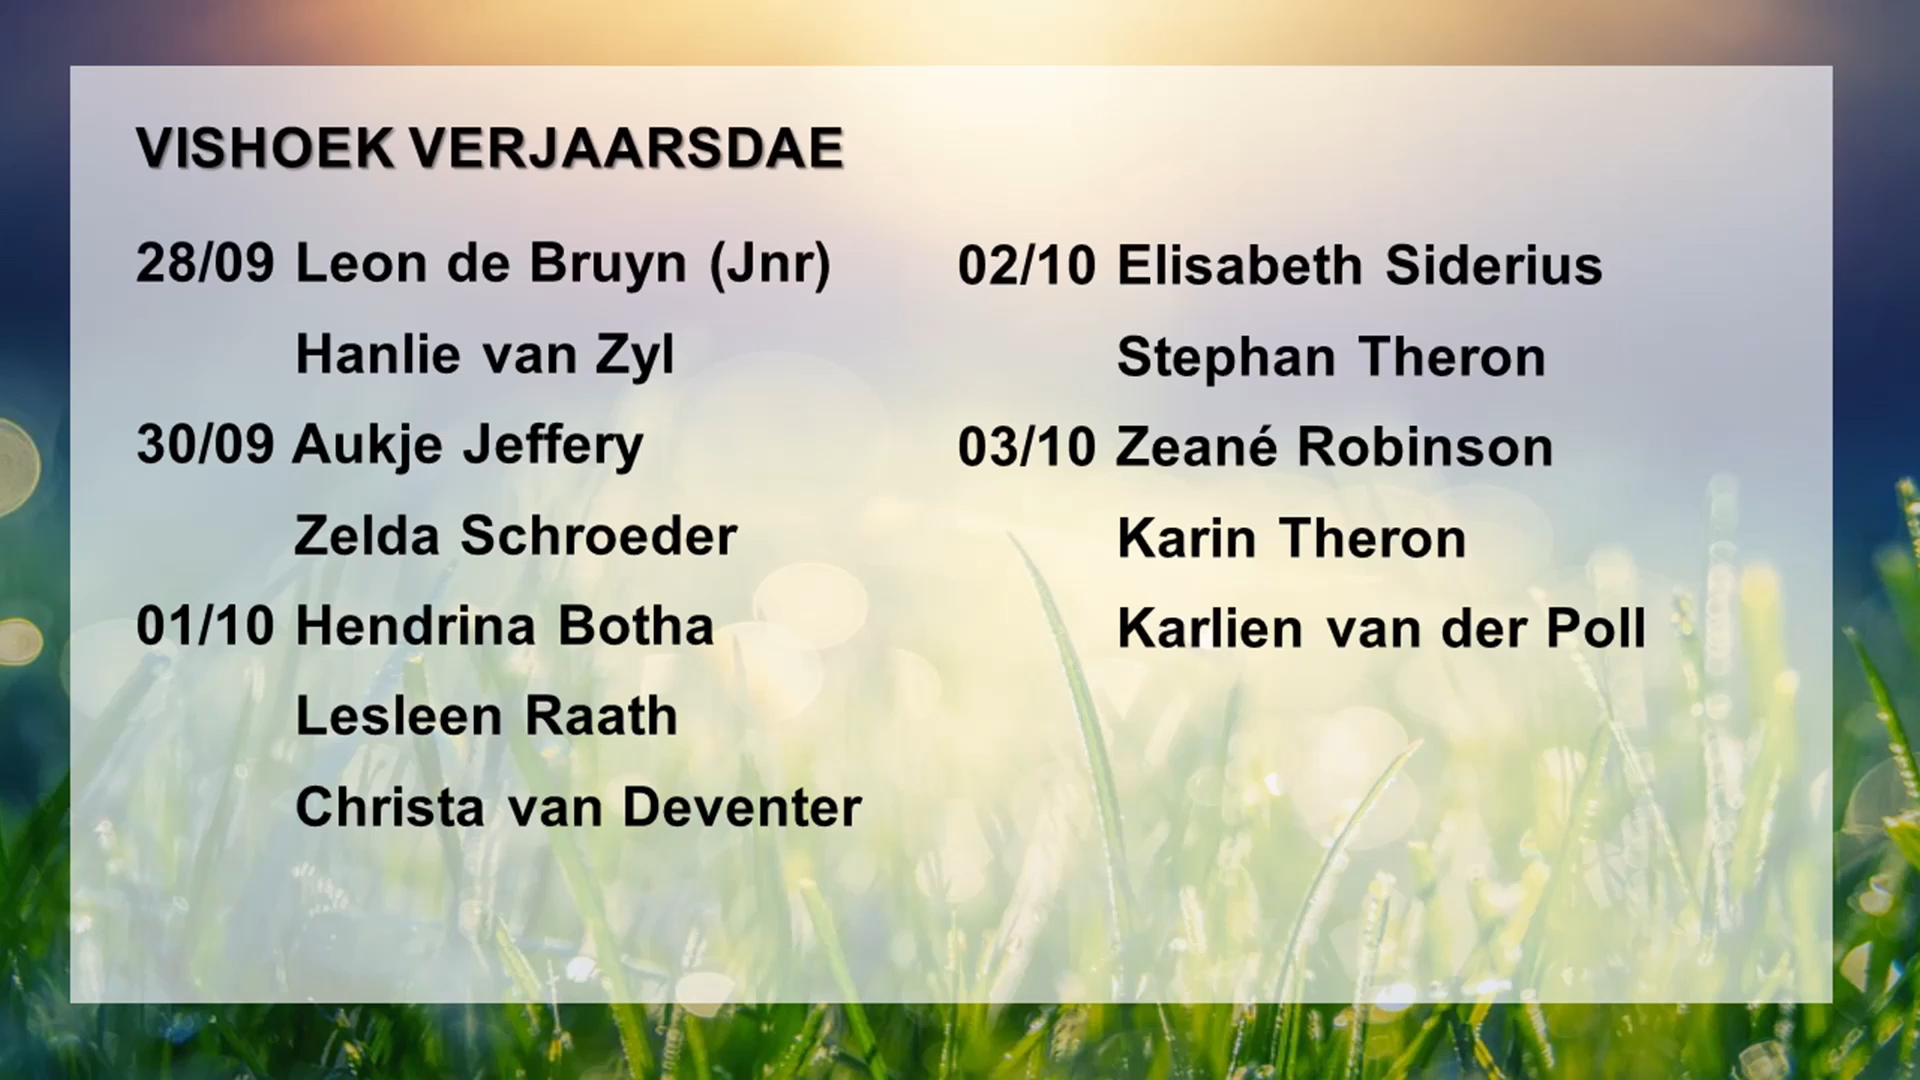 VISHOEK VERJAARSDAE
28/09 Leon de Bruyn (Jnr)
Hanlie van Zyl
30/09 Aukje Jeffery
Zelda Schroeder
01/10 Hendrina Botha
Lesleen Raath
Christa van Deventer
02/10 Elisabeth Siderius
Stephan Theron
03/10 Zeané Robinson
Karin Theron
Karlien van der Poll